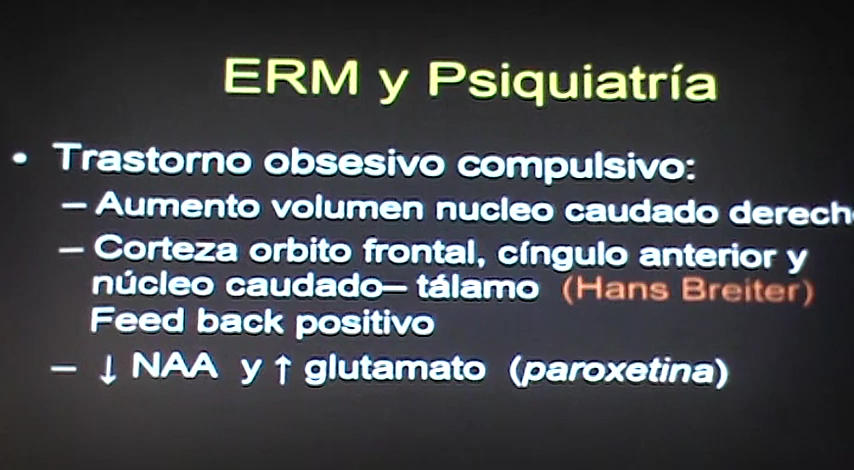 ERM y Psiquiatría
• Trastorno obsesivo compulsivo:
– Aumento volumen nucleo caudado derech
– Corteza orbito frontal, cíngulo anterior y
núcleo caudado– tálamo (Hans Breiter)
Feed back positivo
– ↓ NAA y ↑ glutamato (paroxetina)